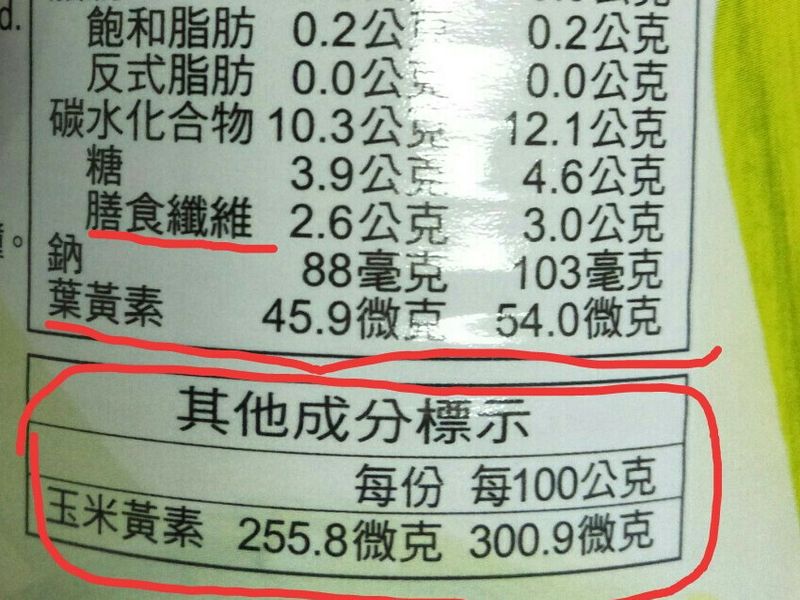 飽和脂肪 0.2公克 0.2公克
反式脂肪 0.0公克 0.0公克
碳水化合物 10.3公克 12.1公克
糖 3.9公克 4.6公克
膳食纖維 2.6公克 3.0公克
鈉 88毫克 103毫克
葉黃素 45.9微克 54.0微克
其他成分標示
每份 每100公克
玉米黃素 255.8微克 300.9微克